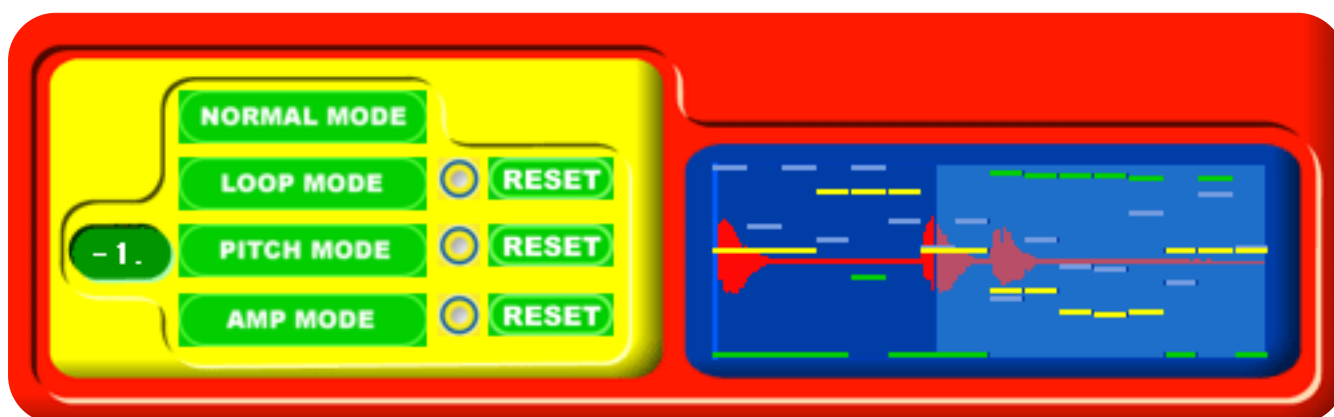 NORMAL MODE
LOOP MODE RESET
-1. PITCH MODE RESET
AMP MODE RESET